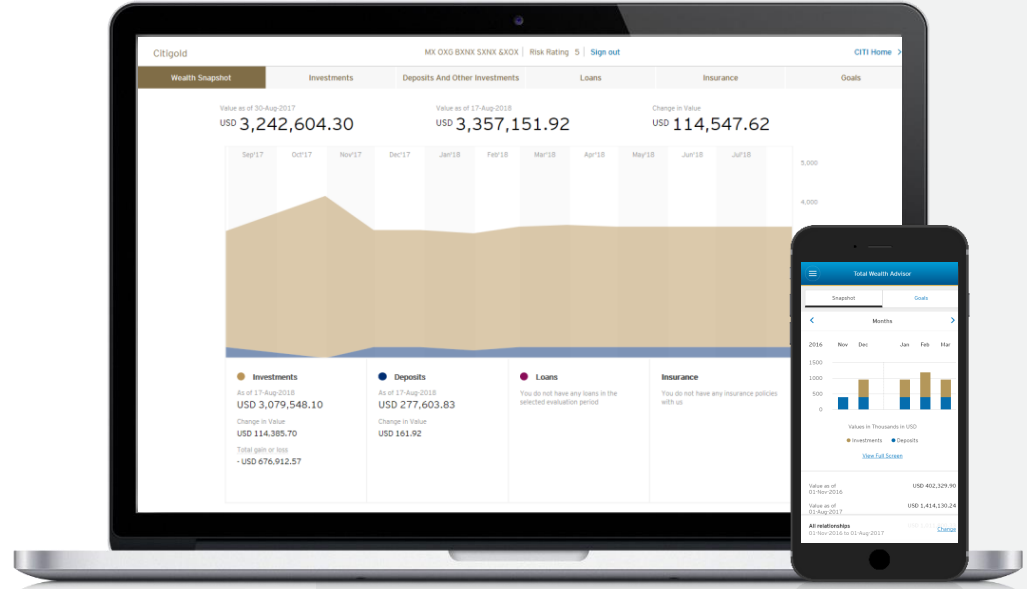 Citigold
MX OXG BXNX SXNX &XOX | Risk Rating 5 | Sign out
CITI Home >
Wealth Snapshot
Investments
Deposits And Other Investments
Loans
Insurance
Goals
Value as of 30-Aug-2017
USD 3,242,604.30
Value as of 17-Aug-2018
USD 3,357,151.92
Change in Value
USD 114,547.62
Sep'17 Oct'17 Nov'17 Dec'17 Jan'18 Feb'18 Mar'18 Apr'18 May'18 Jun'18 Jul'18
5,000
4,000
Investments
As of 17-Aug-2018
USD 3,079,548.10
Change in Value
USD 114,385.70
Total gain or loss
- USD 676,912.57
Deposits
As of 17-Aug-2018
USD 277,603.83
Change in Value
USD 161.92
Loans
You do not have any loans in the
selected evaluation period
Insurance
You do not have any insurance policies
with us
Total Wealth Advisor
Snapshot
Goals
Months
2016 Nov Dec Jan Feb Mar
1500
1000
500
0
Values in Thousands in USD
Investments Deposits
View Full Screen
Value as of
01-Nov-2016
USD 402,329.90
Value as of
01-Aug-2017
USD 1,414,130.24
All relationships
01-Nov-2016 to 01-Aug-2017
Change